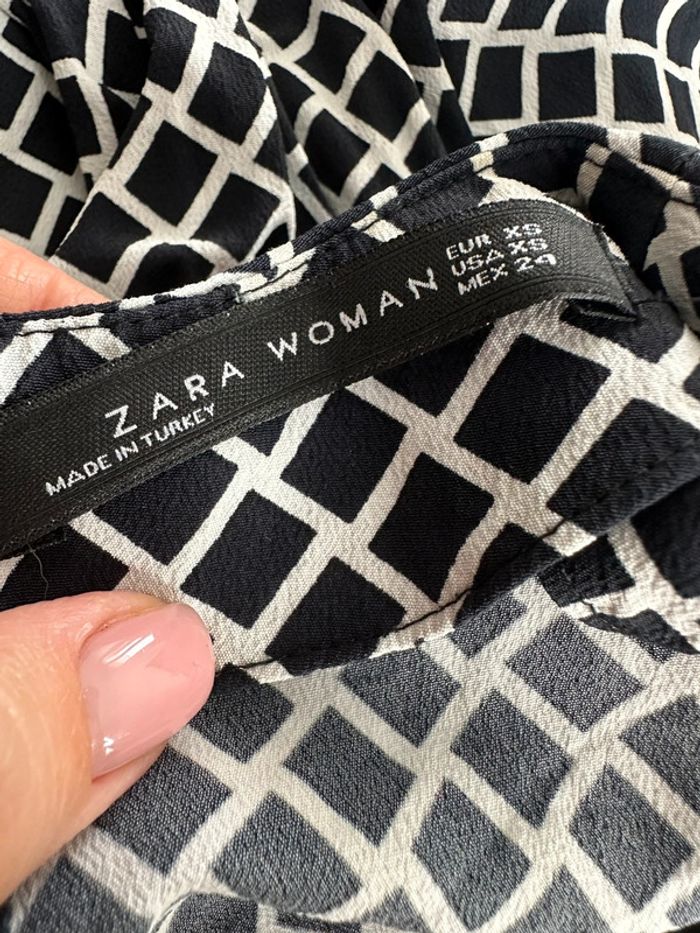 ZARA WOMAN
MADE IN TURKEY
EUR XS
USA XS
MEX 24